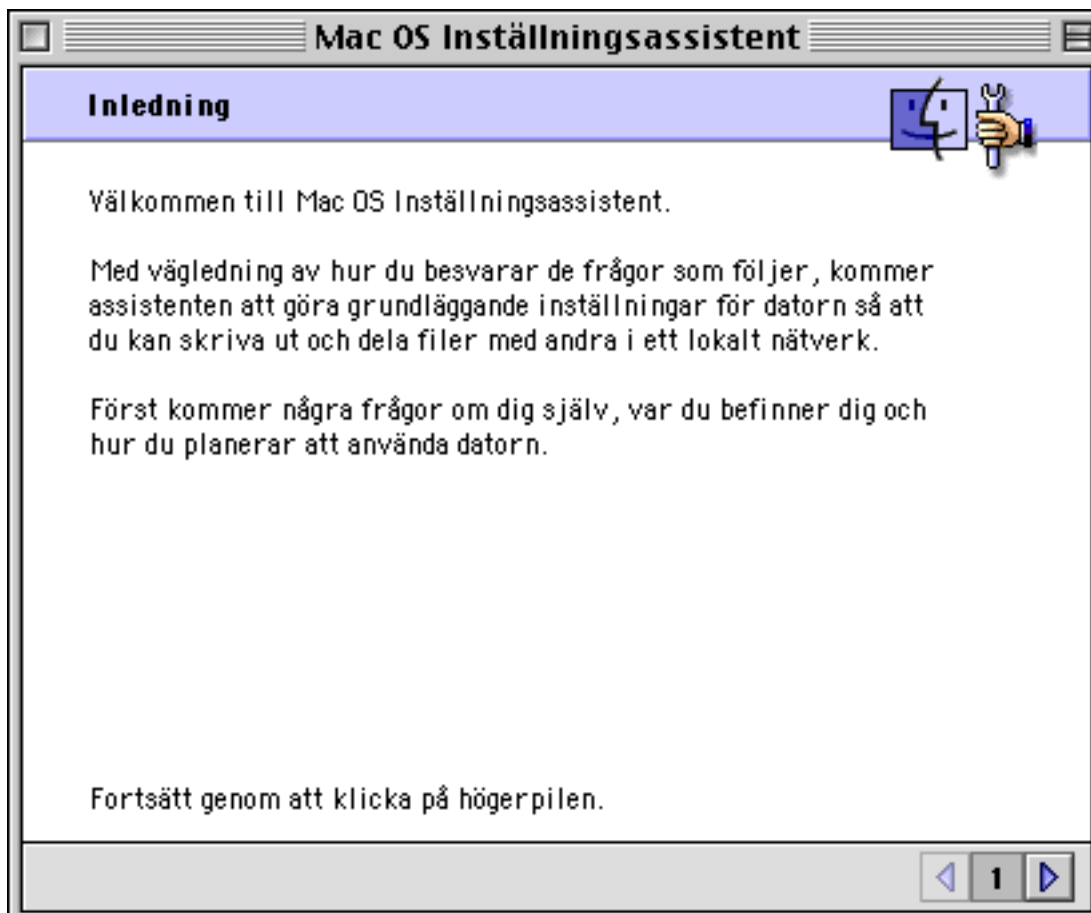 Mac OS Inställningsassistent
Inledning
Välkommen till Mac OS Inställningsassistent.
Med vägledning av hur du besvarar de frågor som följer, kommer
assistenten att göra grundläggande inställningar för datorn så att
du kan skriva ut och dela filer med andra i ett lokalt nätverk.
Först kommer några frågor om dig själv, var du befinner dig och
hur du planerar att använda datorn.
Fortsätt genom att klicka på högerpilen.
1